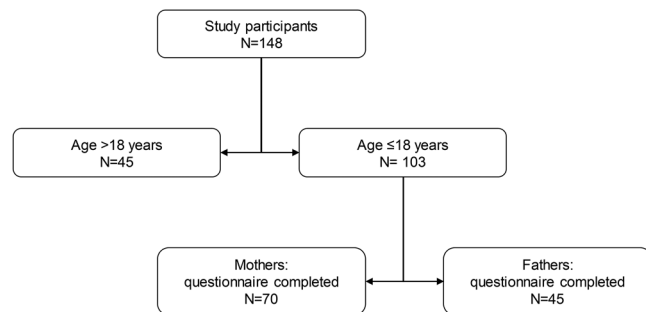 Study participants
N=148
Age >18 years
N=45
Age ≤18 years
N= 103
Mothers:
questionnaire completed
N=70
Fathers:
questionnaire completed
N=45